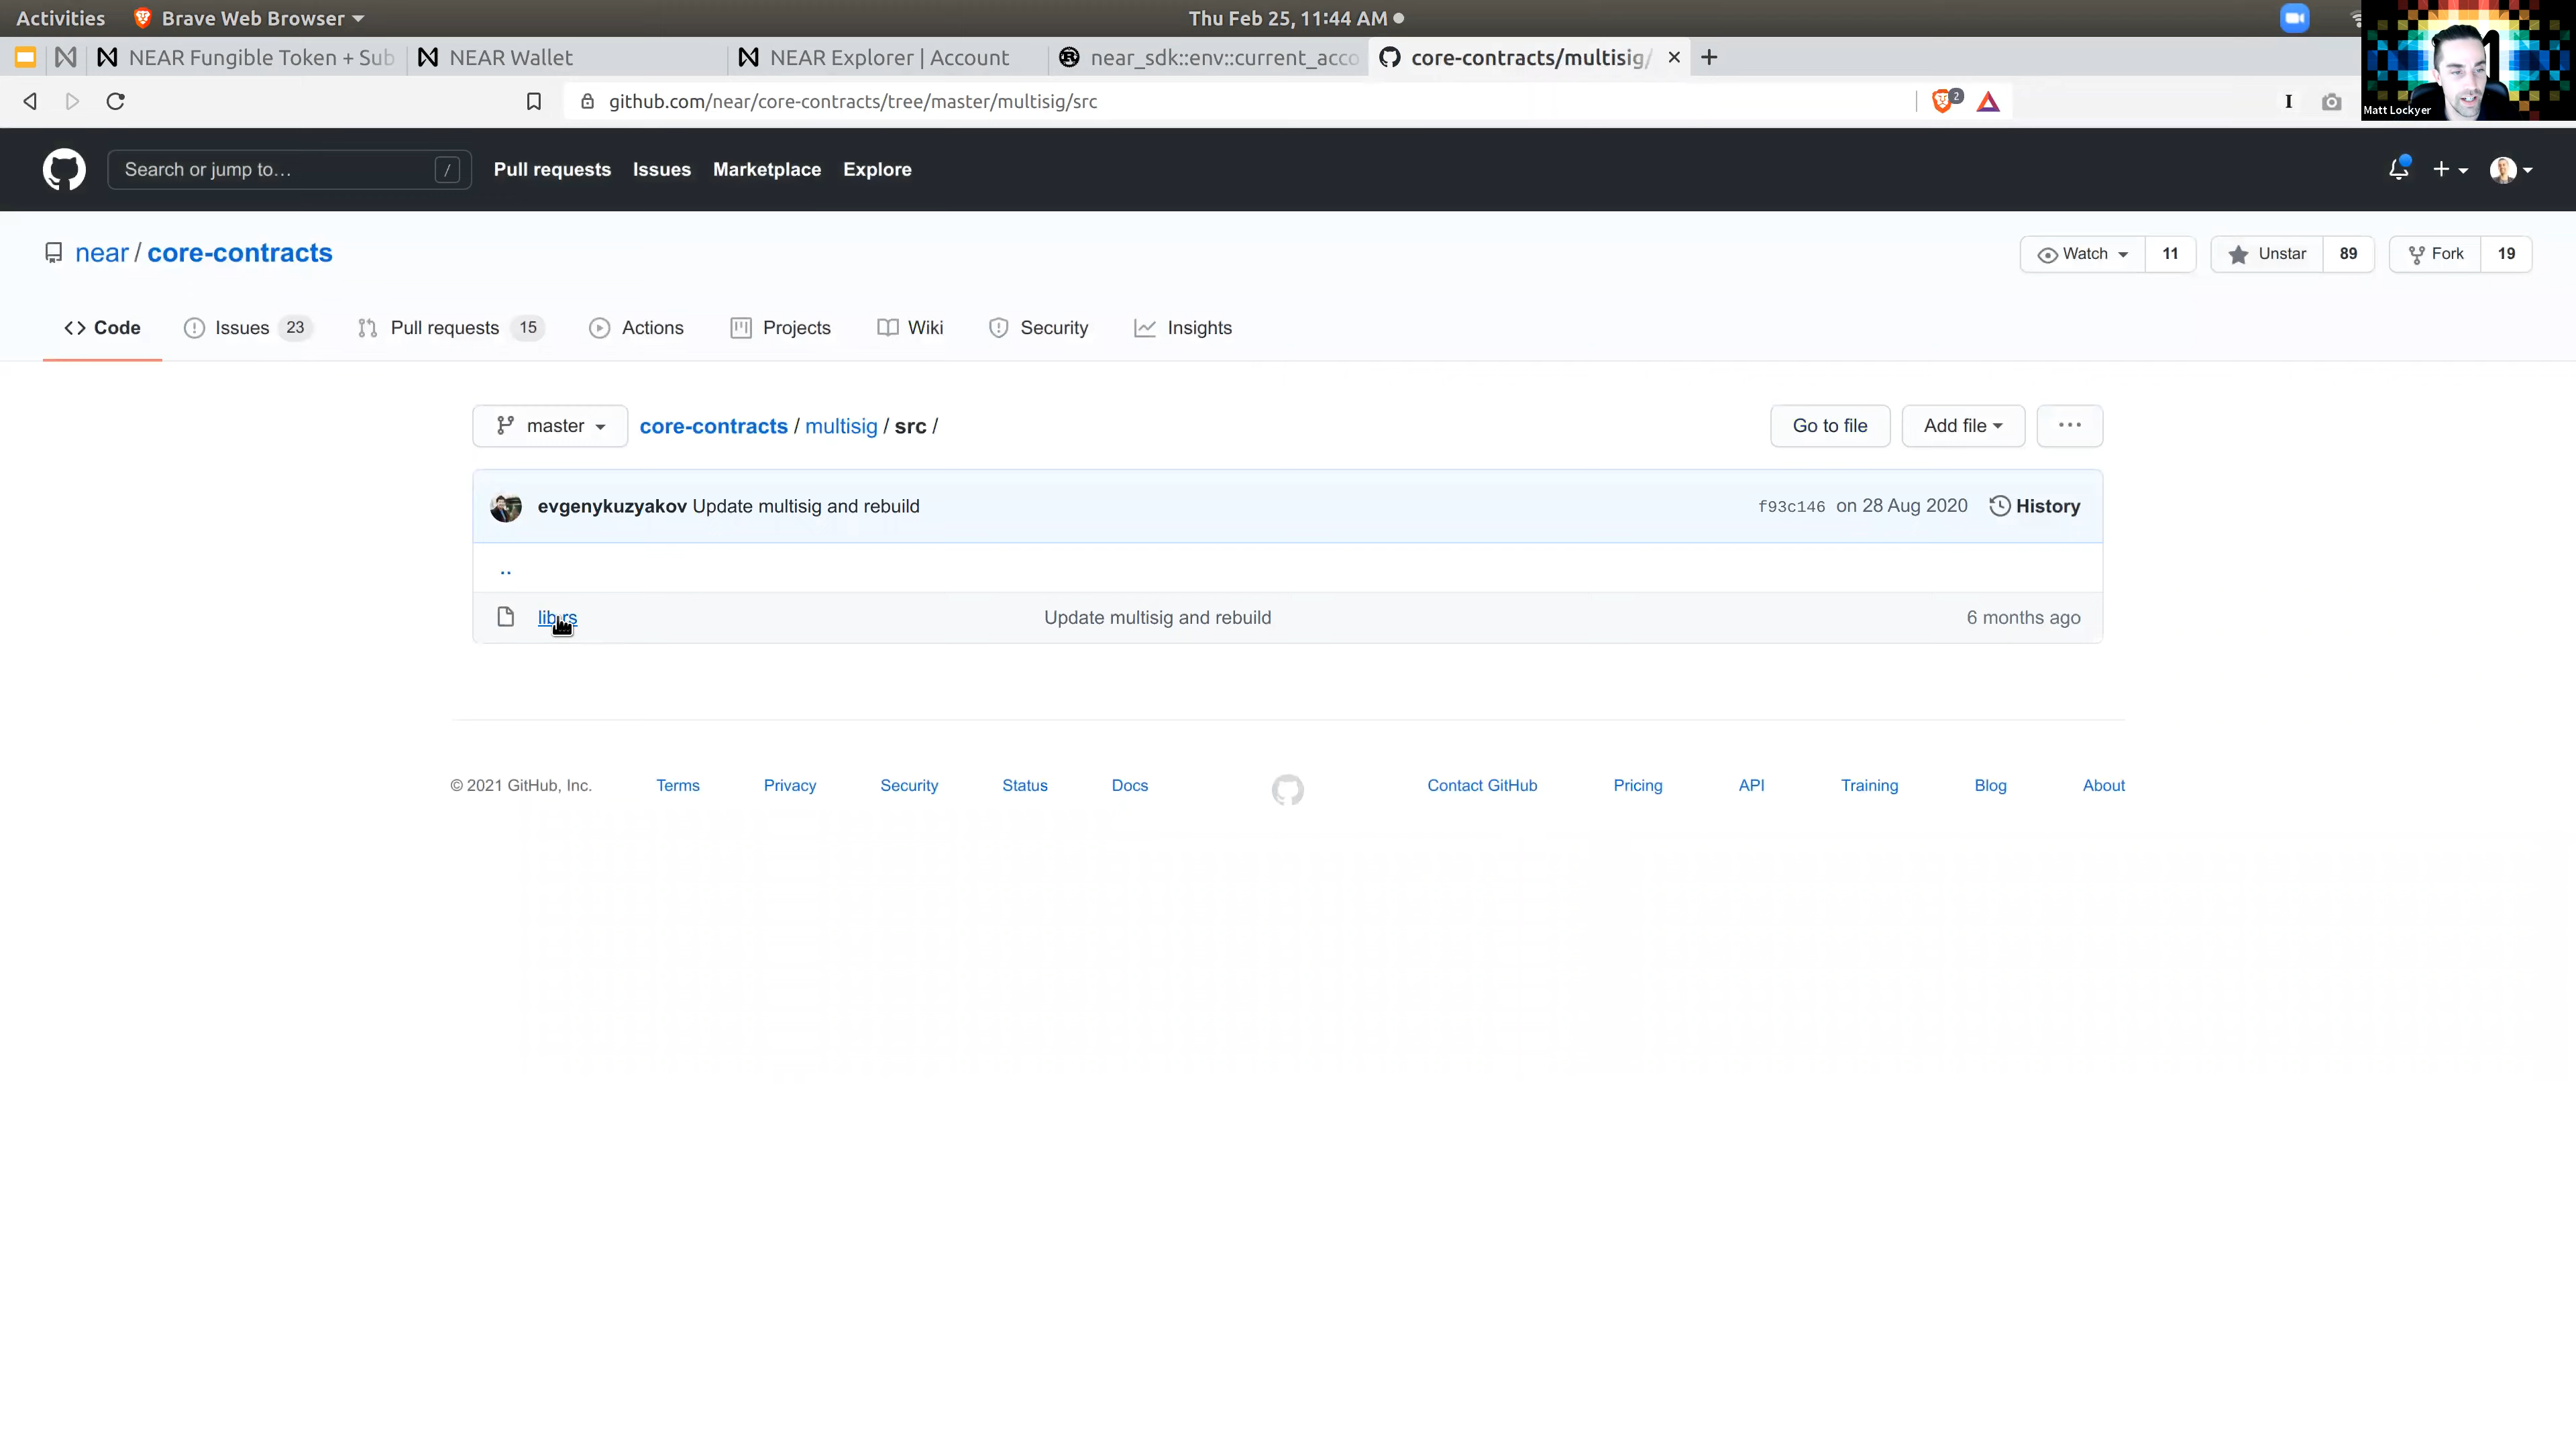 Activities Brave Web Browser Thu Feb 25, 11:44 AM
NEAR Fungible Token + Sub NEAR Wallet NEAR Explorer | Account near_sdk::env::current_acco core-contracts/multisig/
github.com/near/core-contracts/tree/master/multisig/src 2
Matt Lockyer
Search or jump to… / Pull requests Issues Marketplace Explore
near / core-contracts Watch 11 Unstar 89 Fork 19
Code Issues 23 Pull requests 15 Actions Projects Wiki Security Insights
master core-contracts / multisig / src / Go to file Add file ···
evgenykuzyakov Update multisig and rebuild f93c146 on 28 Aug 2020 History
..
lib.rs Update multisig and rebuild 6 months ago
© 2021 GitHub, Inc. Terms Privacy Security Status Docs Contact GitHub Pricing API Training Blog About